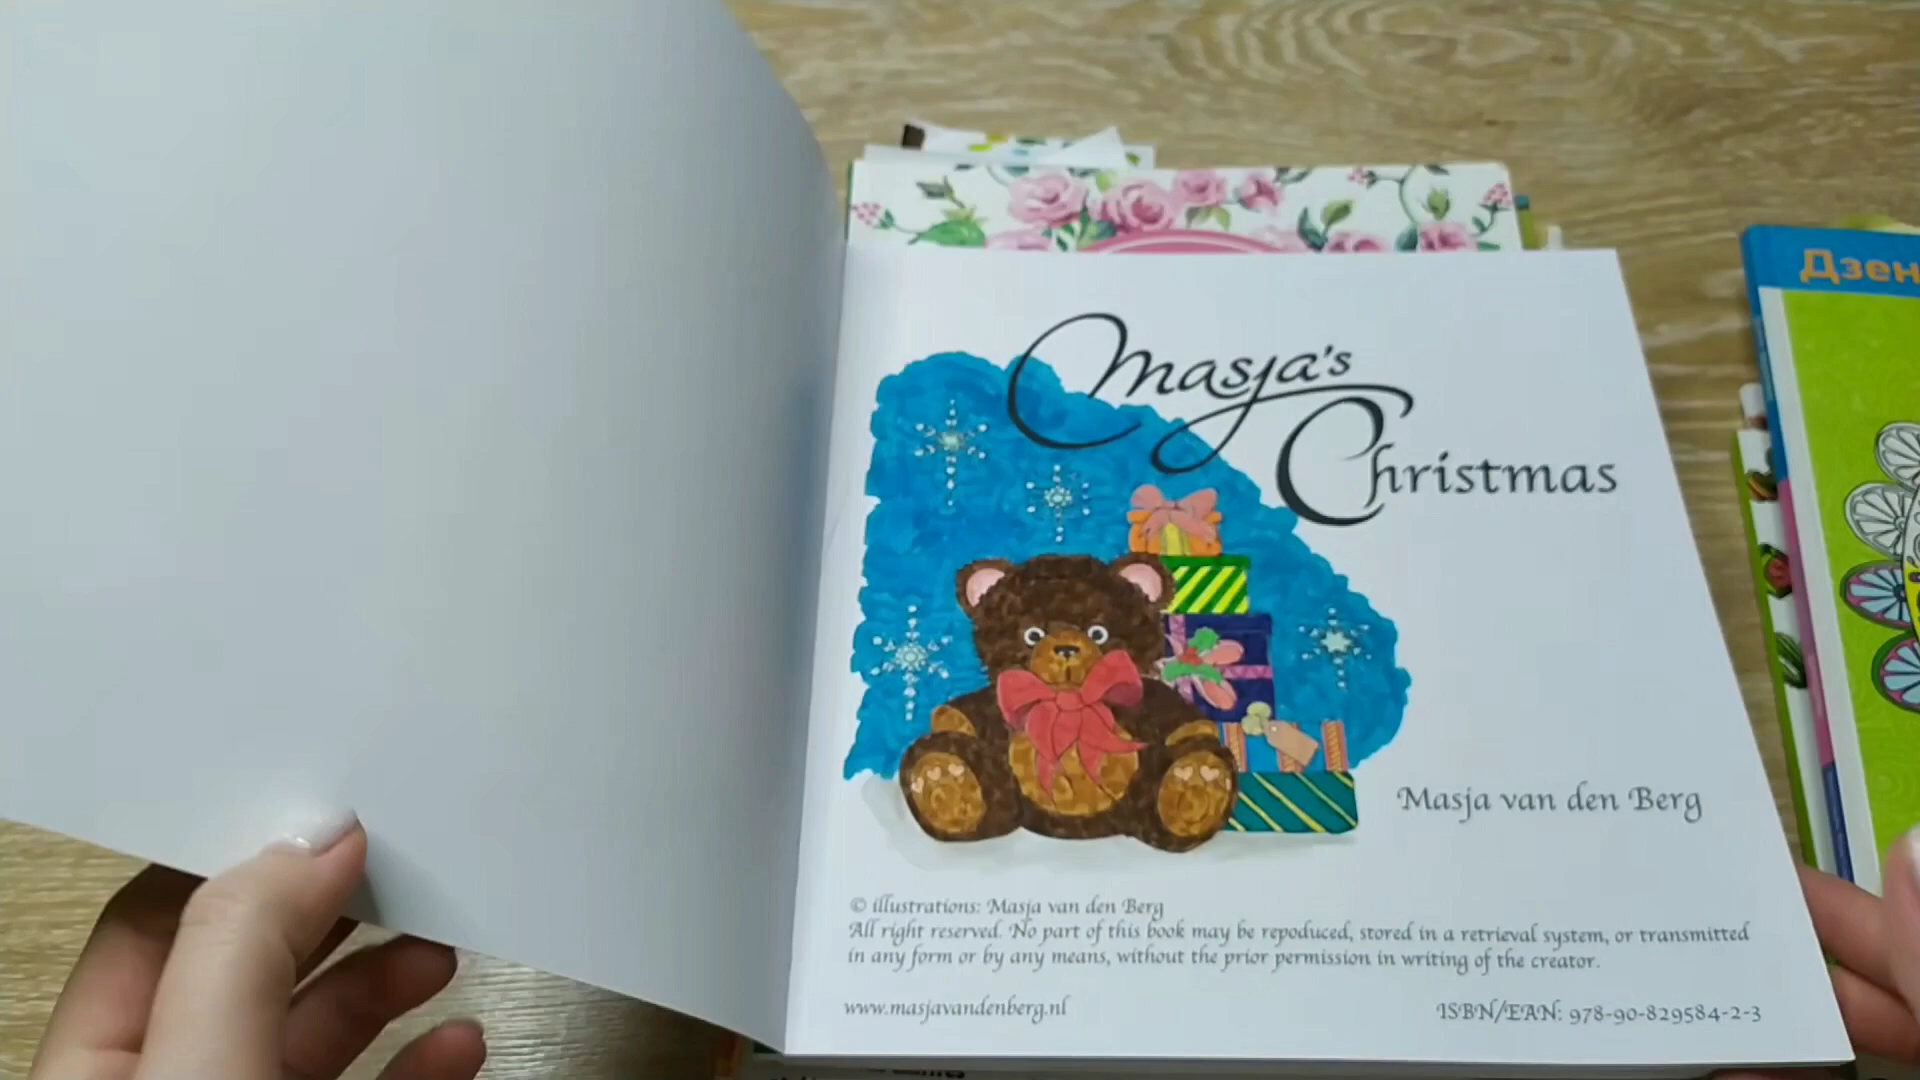 Masja's
Christmas
Дзен
Masja van den Berg
© illustrations: Masja van den Berg
All right reserved. No part of this book may be repoduced, stored in a retrieval system, or transmitted
in any form or by any means, without the prior permission in writing of the creator.
www.masjavandenberg.nl
ISBN/EAN: 978-90-829584-2-3